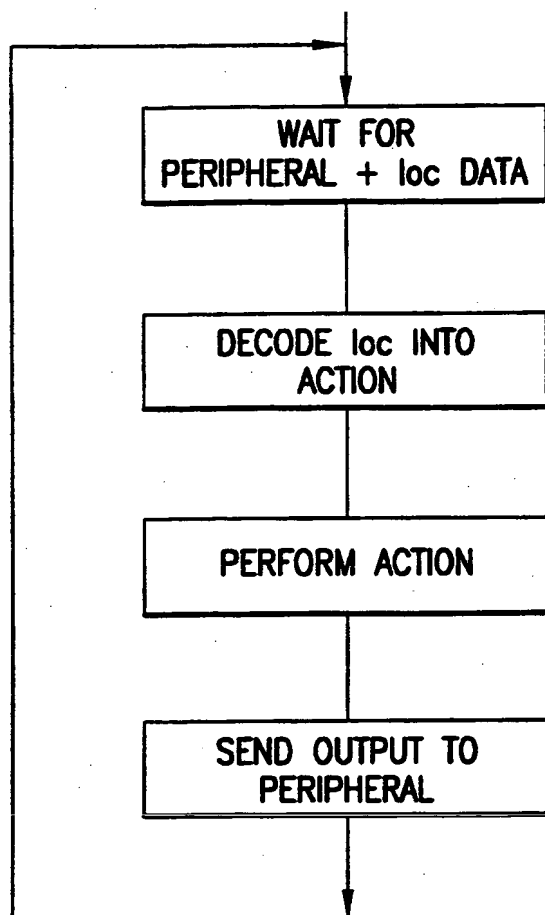 WAIT FOR
PERIPHERAL + loc DATA
DECODE loc INTO
ACTION
PERFORM ACTION
SEND OUTPUT TO
PERIPHERAL